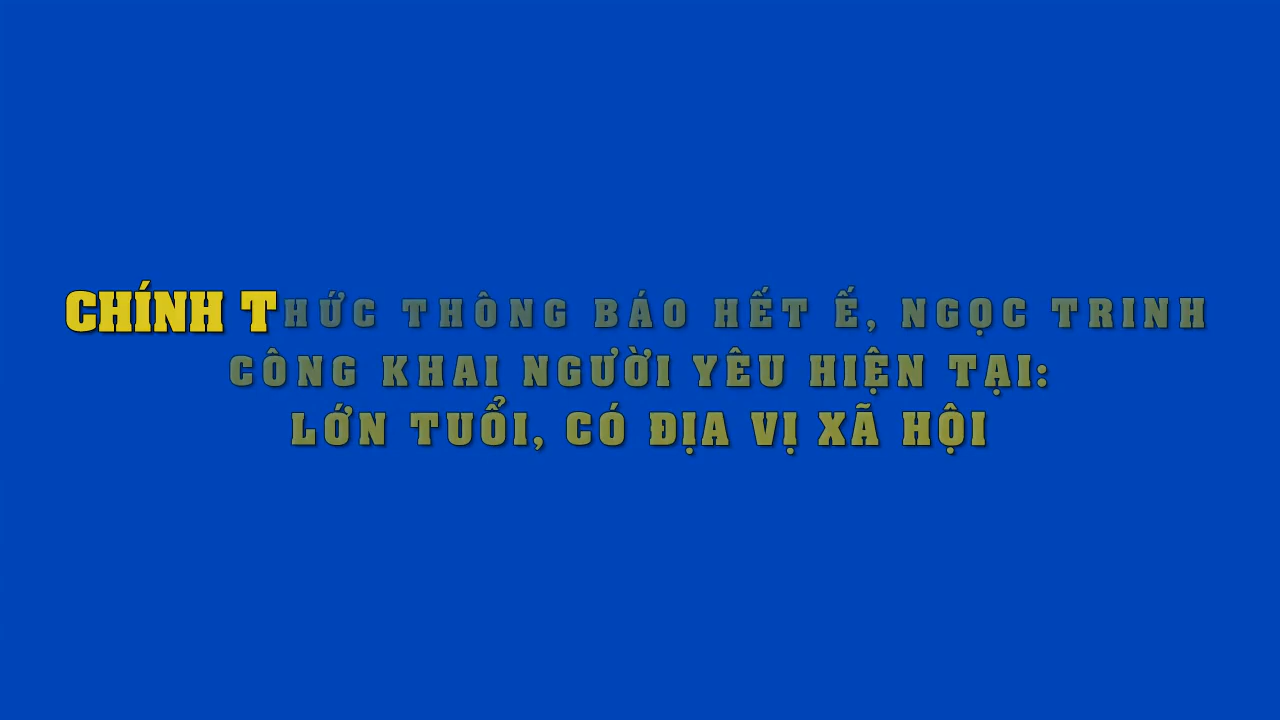 CHÍNH THỨC THÔNG BÁO HẾT Ế, NGỌC TRINH
CÔNG KHAI NGƯỜI YÊU HIỆN TẠI:
LỚN TUỔI, CÓ ĐỊA VỊ XÃ HỘI